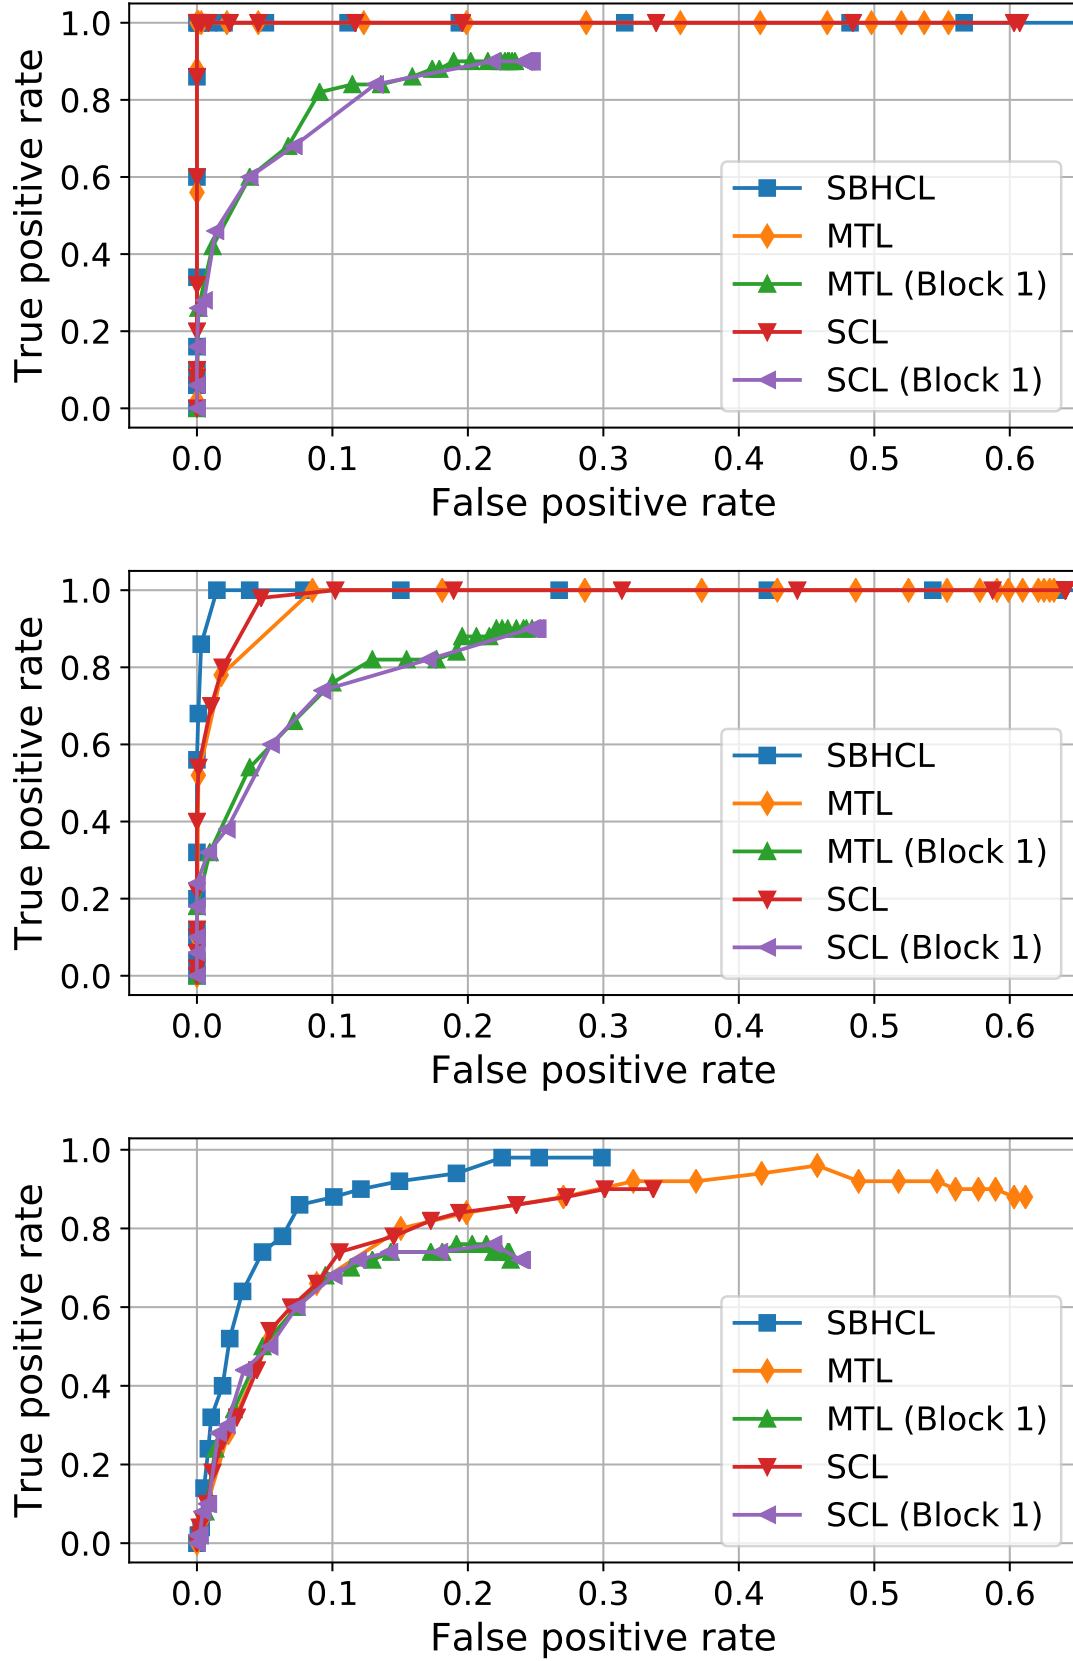 True positive rate
1.0
0.8
0.6
0.4
0.2
0.0
SBHCL
MTL
MTL (Block 1)
SCL
SCL (Block 1)
0.0 0.1 0.2 0.3 0.4 0.5 0.6
False positive rate
True positive rate
1.0
0.8
0.6
0.4
0.2
0.0
SBHCL
MTL
MTL (Block 1)
SCL
SCL (Block 1)
0.0 0.1 0.2 0.3 0.4 0.5 0.6
False positive rate
True positive rate
1.0
0.8
0.6
0.4
0.2
0.0
SBHCL
MTL
MTL (Block 1)
SCL
SCL (Block 1)
0.0 0.1 0.2 0.3 0.4 0.5 0.6
False positive rate